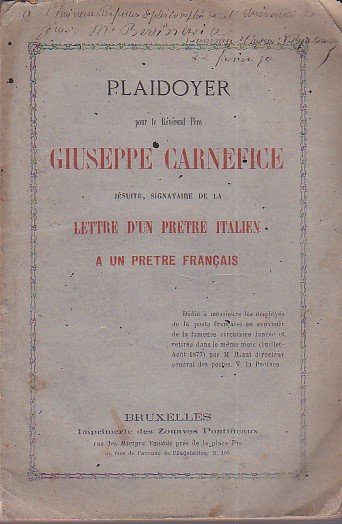 PLAIDOYER
pour le Révérend Père
GIUSEPPE CARNEFICE
JÉSUITE, SIGNATAIRE DE LA
LETTRE D'UN PRETRE ITALIEN
A UN PRETRE FRANÇAIS
Dédié à messieurs les employés
de la poste française en souvenir
de la fameuse circulaire lancée et
retirée dans le même mois (Juillet-
Août 1877) par M. Riant directeur
général des postes. V. la Préface.
BRUXELLES
Imprimerie des Zouaves Pontificaux
rue des Martyrs Vaudois près de la place Pie
en face de l'avenue de l'Inquisition, N. 100